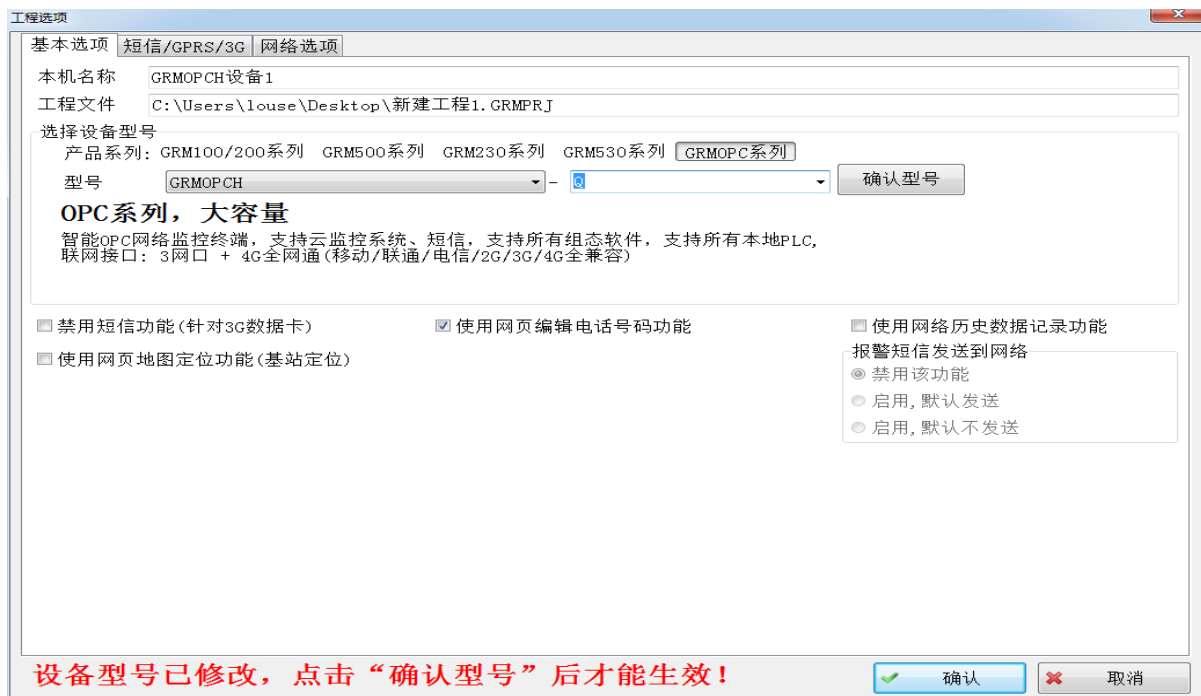 工程选项
基本选项 短信/GPRS/3G 网络选项
本机名称 GRMOPCH设备1
工程文件 C:\Users\louse\Desktop\新建工程1.GRMPRJ
选择设备型号
产品系列: GRM100/200系列 GRM500系列 GRM230系列 GRM530系列 GRMOPC系列
型号 GRMOPCH - Q 确认型号
OPC系列，大容量
智能OPC网络监控终端，支持云监控系统、短信，支持所有组态软件，支持所有本地PLC,
联网接口: 3网口 + 4G全网通(移动/联通/电信/2G/3G/4G全兼容)
禁用短信功能(针对3G数据卡) 使用网页编辑电话号码功能 使用网络历史数据记录功能
使用网页地图定位功能(基站定位)
报警短信发送到网络
禁用该功能
启用,默认发送
启用,默认不发送
设备型号已修改，点击“确认型号”后才能生效！ 确认 取消